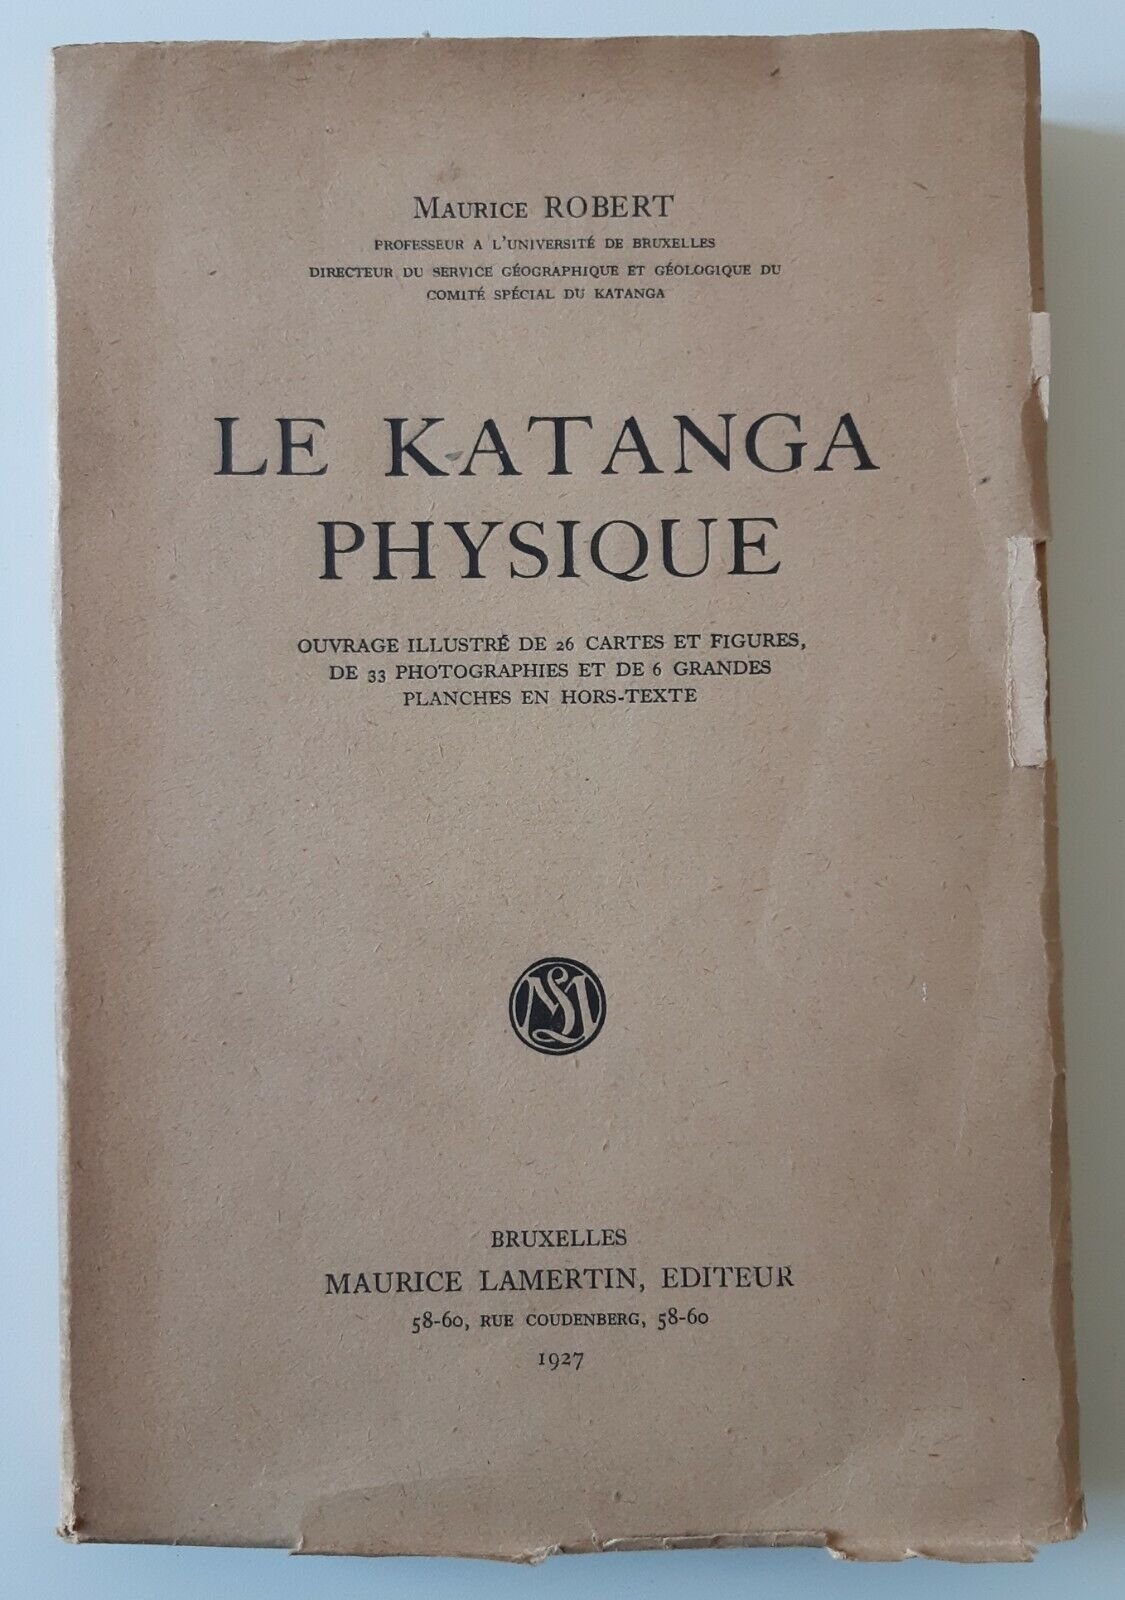 MAURICE ROBERT
PROFESSEUR A L'UNIVERSITÉ DE BRUXELLES
DIRECTEUR DU SERVICE GÉOGRAPHIQUE ET GÉOLOGIQUE DU
COMITÉ SPÉCIAL DU KATANGA
LE KATANGA
PHYSIQUE
OUVRAGE ILLUSTRÉ DE 26 CARTES ET FIGURES,
DE 33 PHOTOGRAPHIES ET DE 6 GRANDES
PLANCHES EN HORS-TEXTE
BRUXELLES
MAURICE LAMERTIN, EDITEUR
58-60, RUE COUDENBERG, 58-60
1927